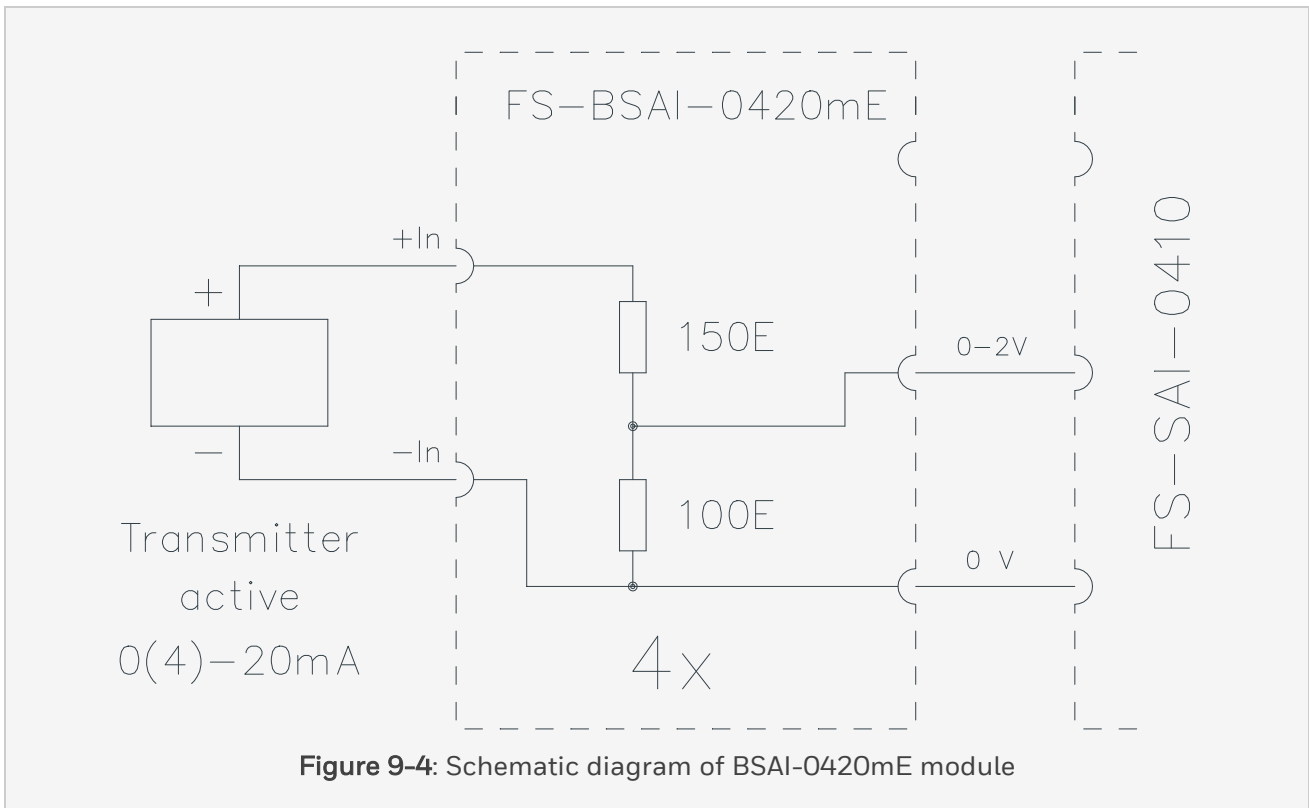 FS-BSAI-0420mE
+In
+
150E
0-2V
FS-SAI-0410
-In
-
100E
0 V
Transmitter
active
0(4)-20mA
4x
Figure 9-4: Schematic diagram of BSAI-0420mE module